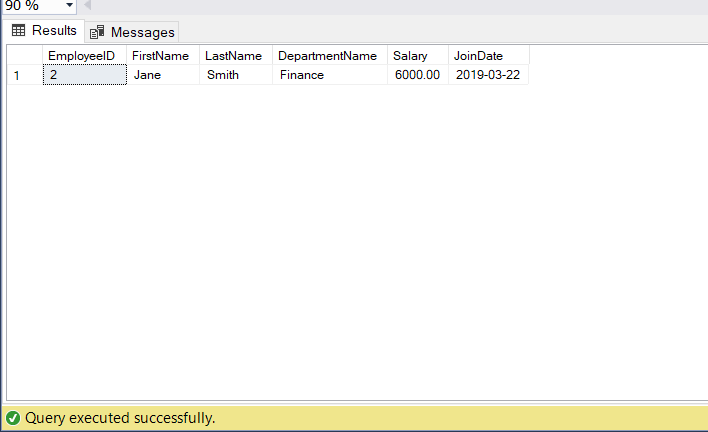 90 %
Results Messages
EmployeeID FirstName LastName DepartmentName Salary JoinDate
1 2 Jane Smith Finance 6000.00 2019-03-22
Query executed successfully.